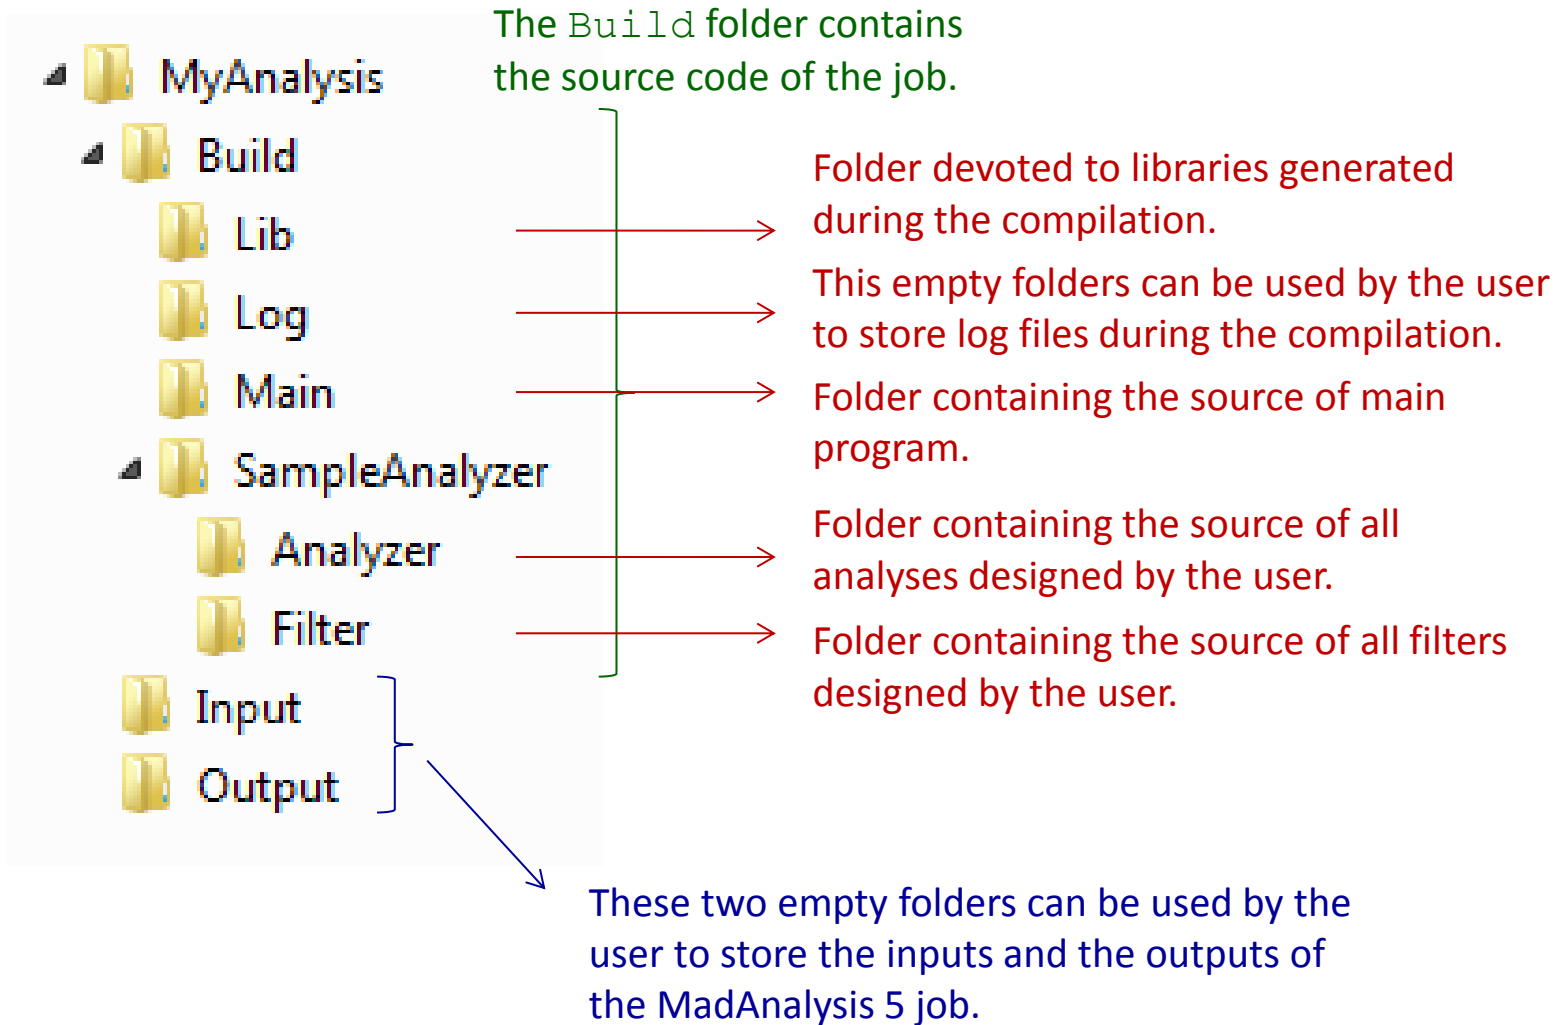 The Build folder contains
the source code of the job.
MyAnalysis
Build
Lib
Log
Main
SampleAnalyzer
Analyzer
Filter
Input
Output
Folder devoted to libraries generated
during the compilation.
This empty folders can be used by the user
to store log files during the compilation.
Folder containing the source of main
program.
Folder containing the source of all
analyses designed by the user.
Folder containing the source of all filters
designed by the user.
These two empty folders can be used by the
user to store the inputs and the outputs of
the MadAnalysis 5 job.